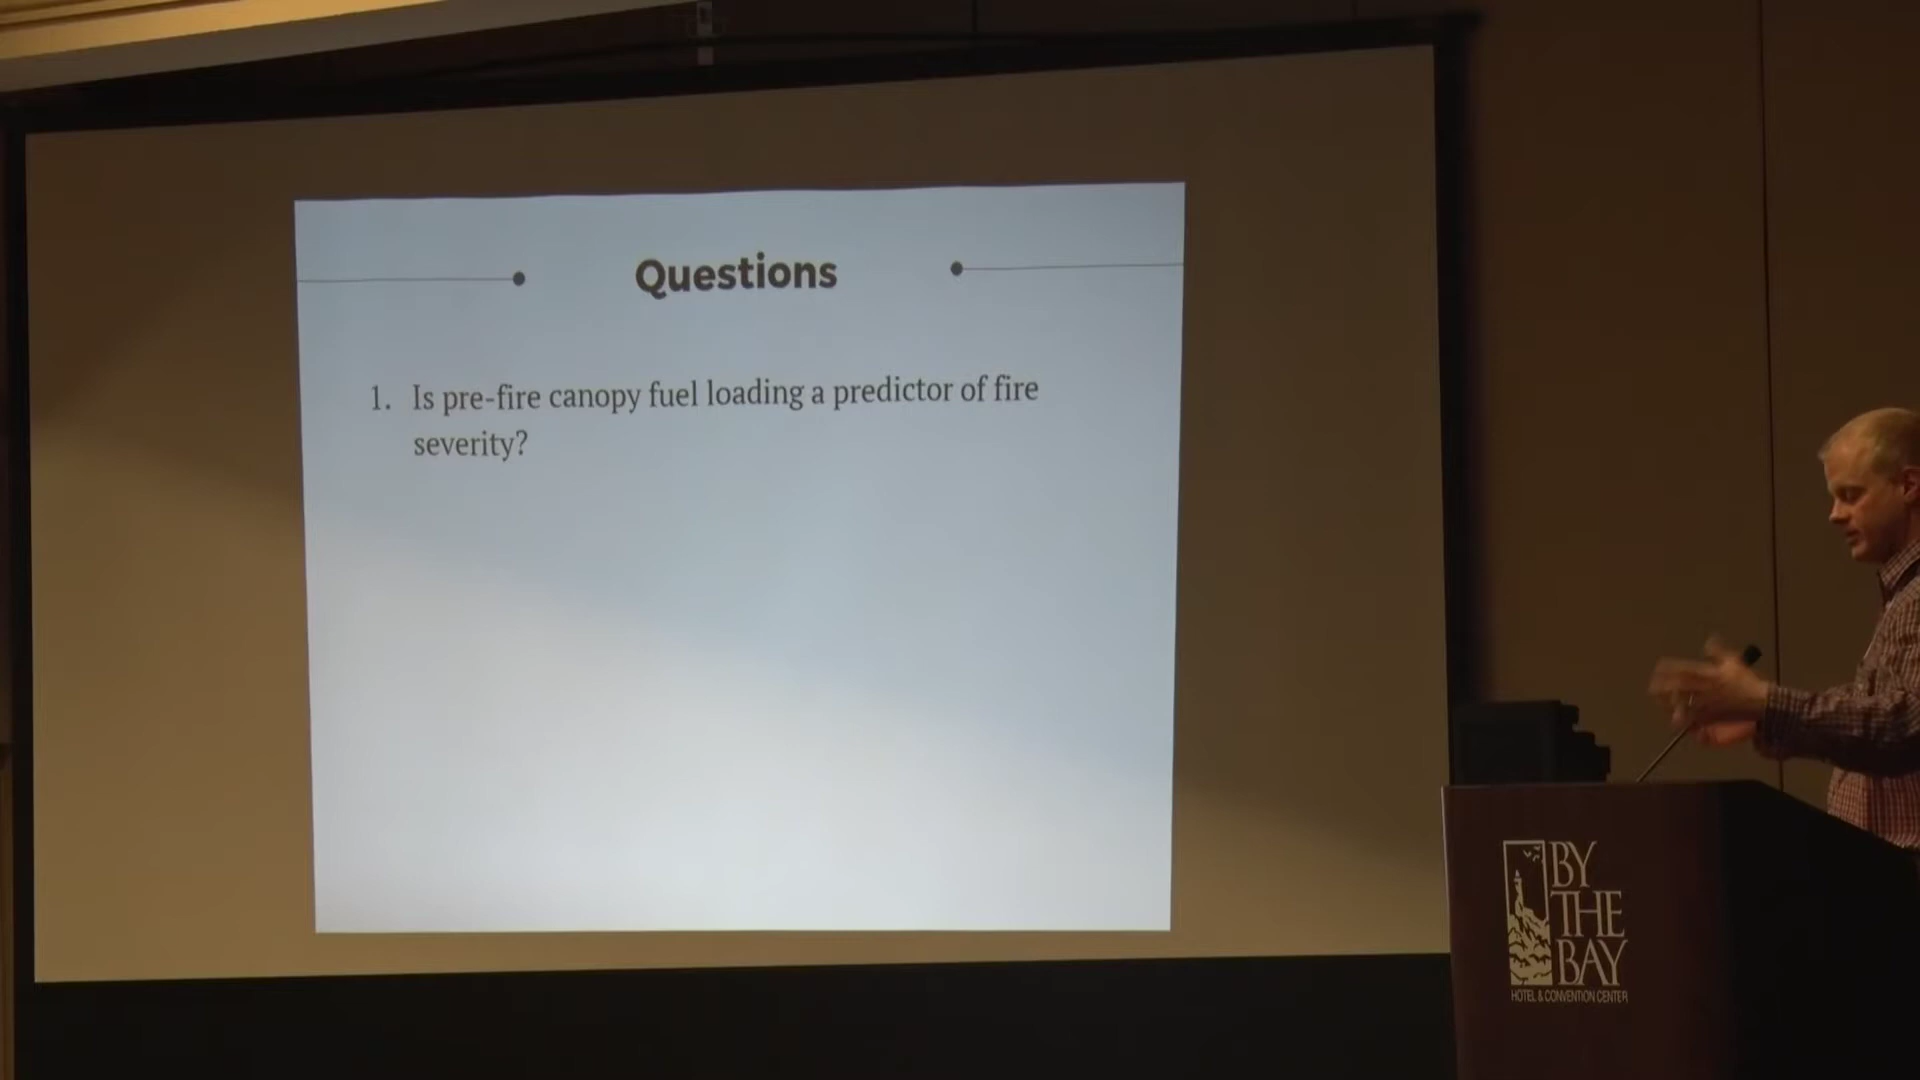 Questions
1. Is pre-fire canopy fuel loading a predictor of fire
severity?
BY
THE
BAY
HOTEL & CONVENTION CENTER